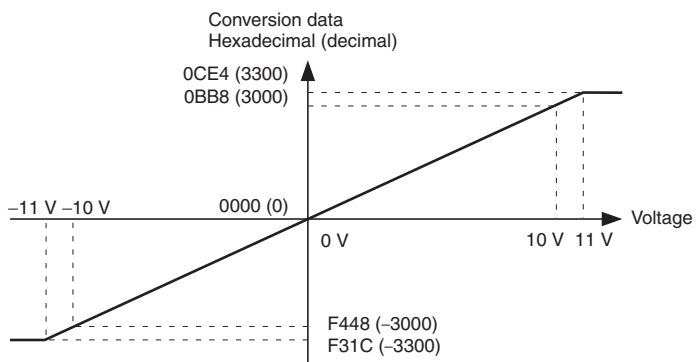 Conversion data
Hexadecimal (decimal)
0CE4 (3300)
0BB8 (3000)
−11 V −10 V
0000 (0)
Voltage
0 V
10 V
11 V
F448 (−3000)
F31C (−3300)